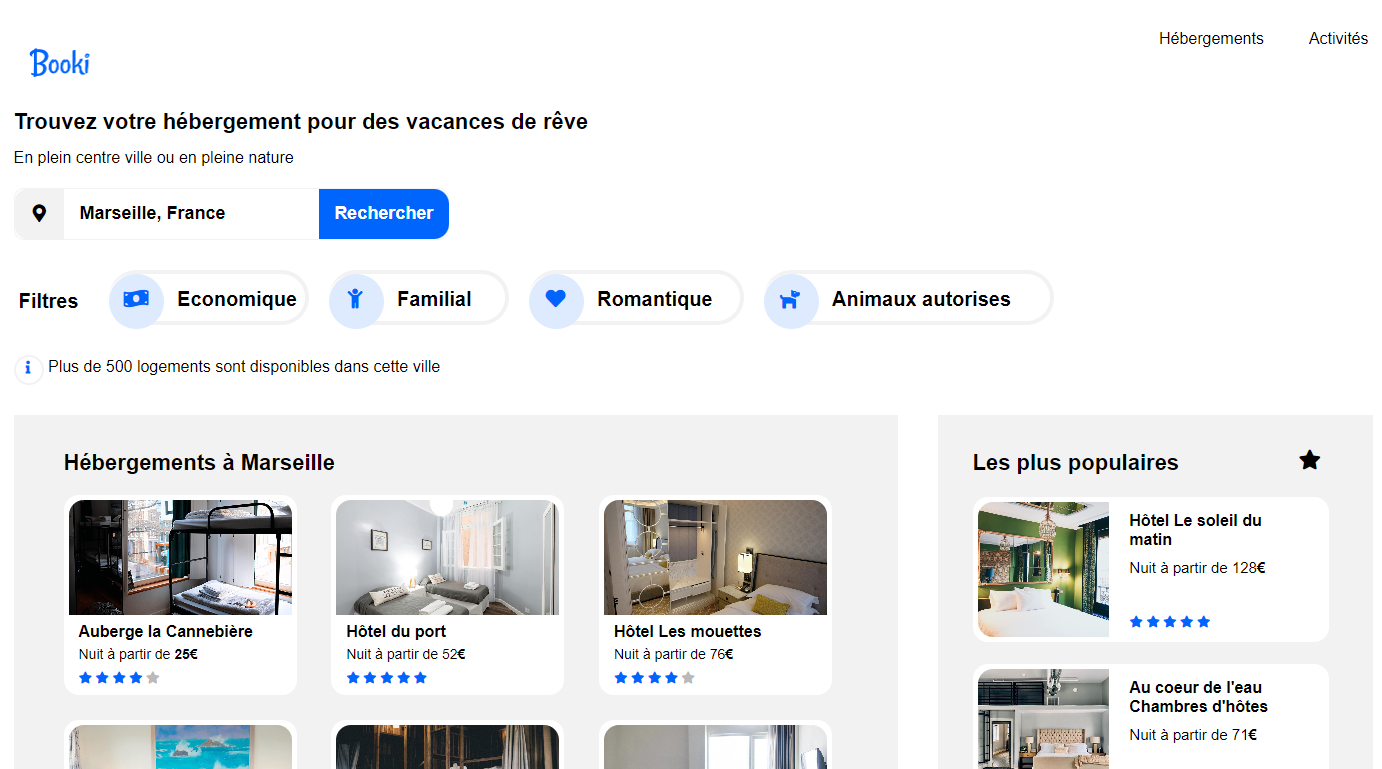 Hébergements
Activités
Booki
Trouvez votre hébergement pour des vacances de rêve
En plein centre ville ou en pleine nature
Marseille, France
Rechercher
Filtres
Economique
Familial
Romantique
Animaux autorises
Plus de 500 logements sont disponibles dans cette ville
Hébergements à Marseille
Auberge la Cannebière
Nuit à partir de 25€
Hôtel du port
Nuit à partir de 52€
Hôtel Les mouettes
Nuit à partir de 76€
Les plus populaires
Hôtel Le soleil du
matin
Nuit à partir de 128€
Au coeur de l'eau
Chambres d'hôtes
Nuit à partir de 71€